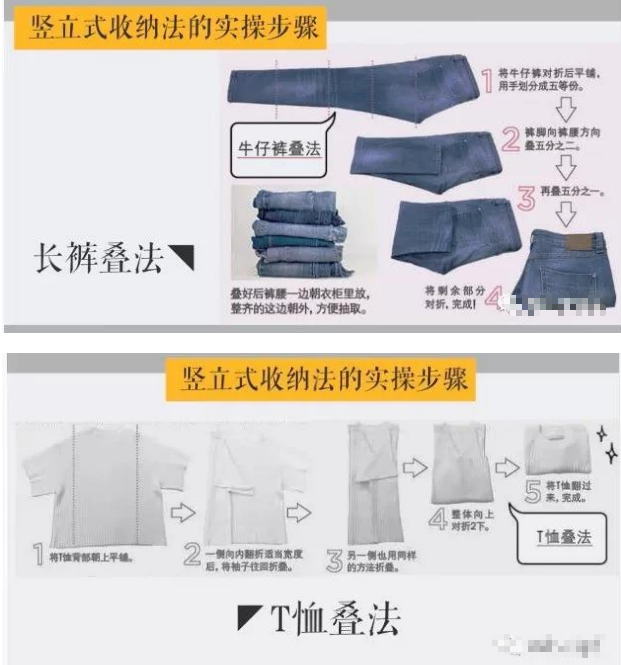 竖立式收纳法的实操步骤
1 将牛仔裤对折后平铺，
用手划分成五等份。
牛仔裤叠法
2 裤脚向裤腰方向
叠五分之二。
3 再叠五分之一。
长裤叠法
叠好后裤腰一边朝衣柜里放，
整齐的这边朝外，方便抽取。
将剩余部分
对折，完成！ 4
竖立式收纳法的实操步骤
1 将T恤背部朝上平铺。
2 一侧向内翻折适当宽度
后，将袖子往回折叠。
3 另一侧也用同样
的方法折叠。
4 整体向上
对折2下。
5 将T恤翻过
来，完成。
T恤叠法
T恤叠法